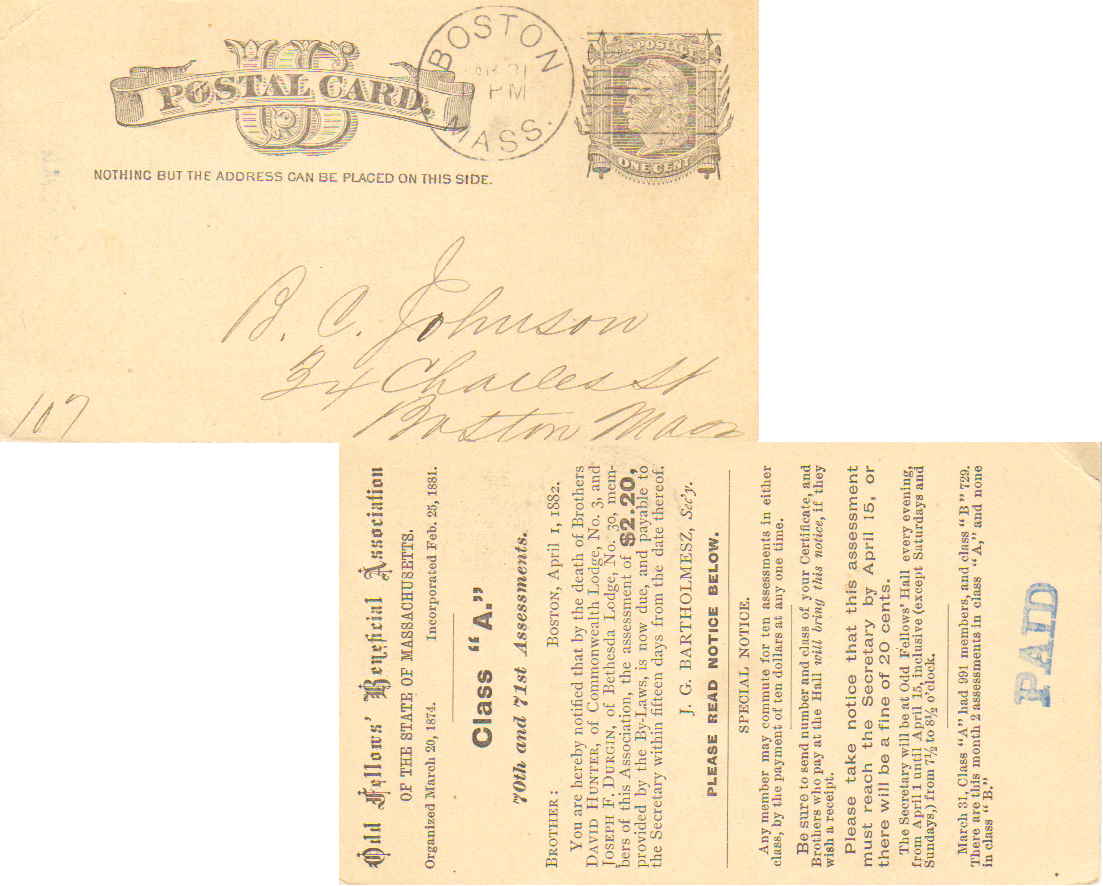 US
POSTAL CARD.
BOSTON
21
PM
MASS.
U.S. POSTAGE
ONE CENT
NOTHING BUT THE ADDRESS CAN BE PLACED ON THIS SIDE.
B. C. Johnson
34 Charles St
Boston Mass
107
Odd Fellows' Beneficial Association
OF THE STATE OF MASSACHUSETTS.
Organized March 20, 1874. Incorporated Feb. 25, 1881.
Class "A."
70th and 71st Assessments.
BROTHER: BOSTON, April 1, 1882.
You are hereby notified that by the death of Brothers
DAVID HUNTER, of Commonwealth Lodge, No. 3, and
JOSEPH F. DURGIN, of Bethesda Lodge, No. 30, mem-
bers of this Association, the assessment of $2.20,
provided by the By-Laws, is now due, and payable to
the Secretary within fifteen days from the date thereof.
J. G. BARTHOLMESZ, Sec'y.
PLEASE READ NOTICE BELOW.
SPECIAL NOTICE.
Any member may commute for ten assessments in either
class, by the payment of ten dollars at any one time.
Be sure to send number and class of your Certificate, and
Brothers who pay at the Hall will bring this notice, if they
wish a receipt.
Please take notice that this assessment
must reach the Secretary by April 15, or
there will be a fine of 20 cents.
The Secretary will be at Odd Fellows' Hall every evening,
from April 1 until April 15, inclusive (except Saturdays and
Sundays,) from 7½ to 8½ o'clock.
March 31, Class "A" had 991 members, and class "B" 729.
There are this month 2 assessments in class "A," and none
in class "B."
PAID